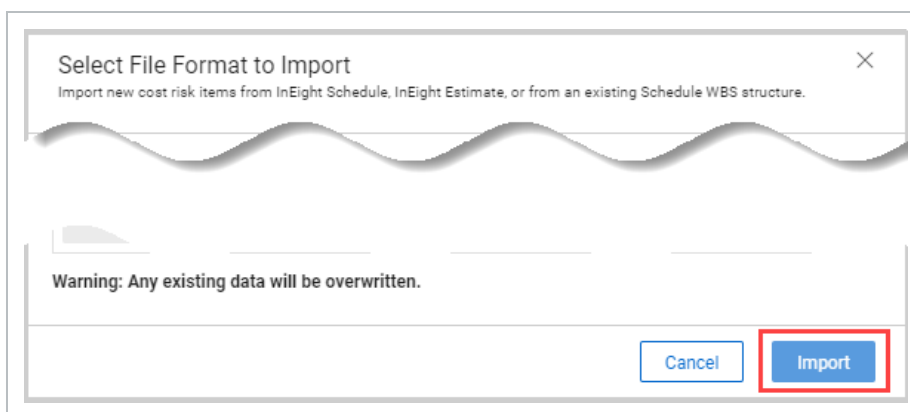 Select File Format to Import
Import new cost risk items from InEight Schedule, InEight Estimate, or from an existing Schedule WBS structure.
Warning: Any existing data will be overwritten.
Cancel
Import